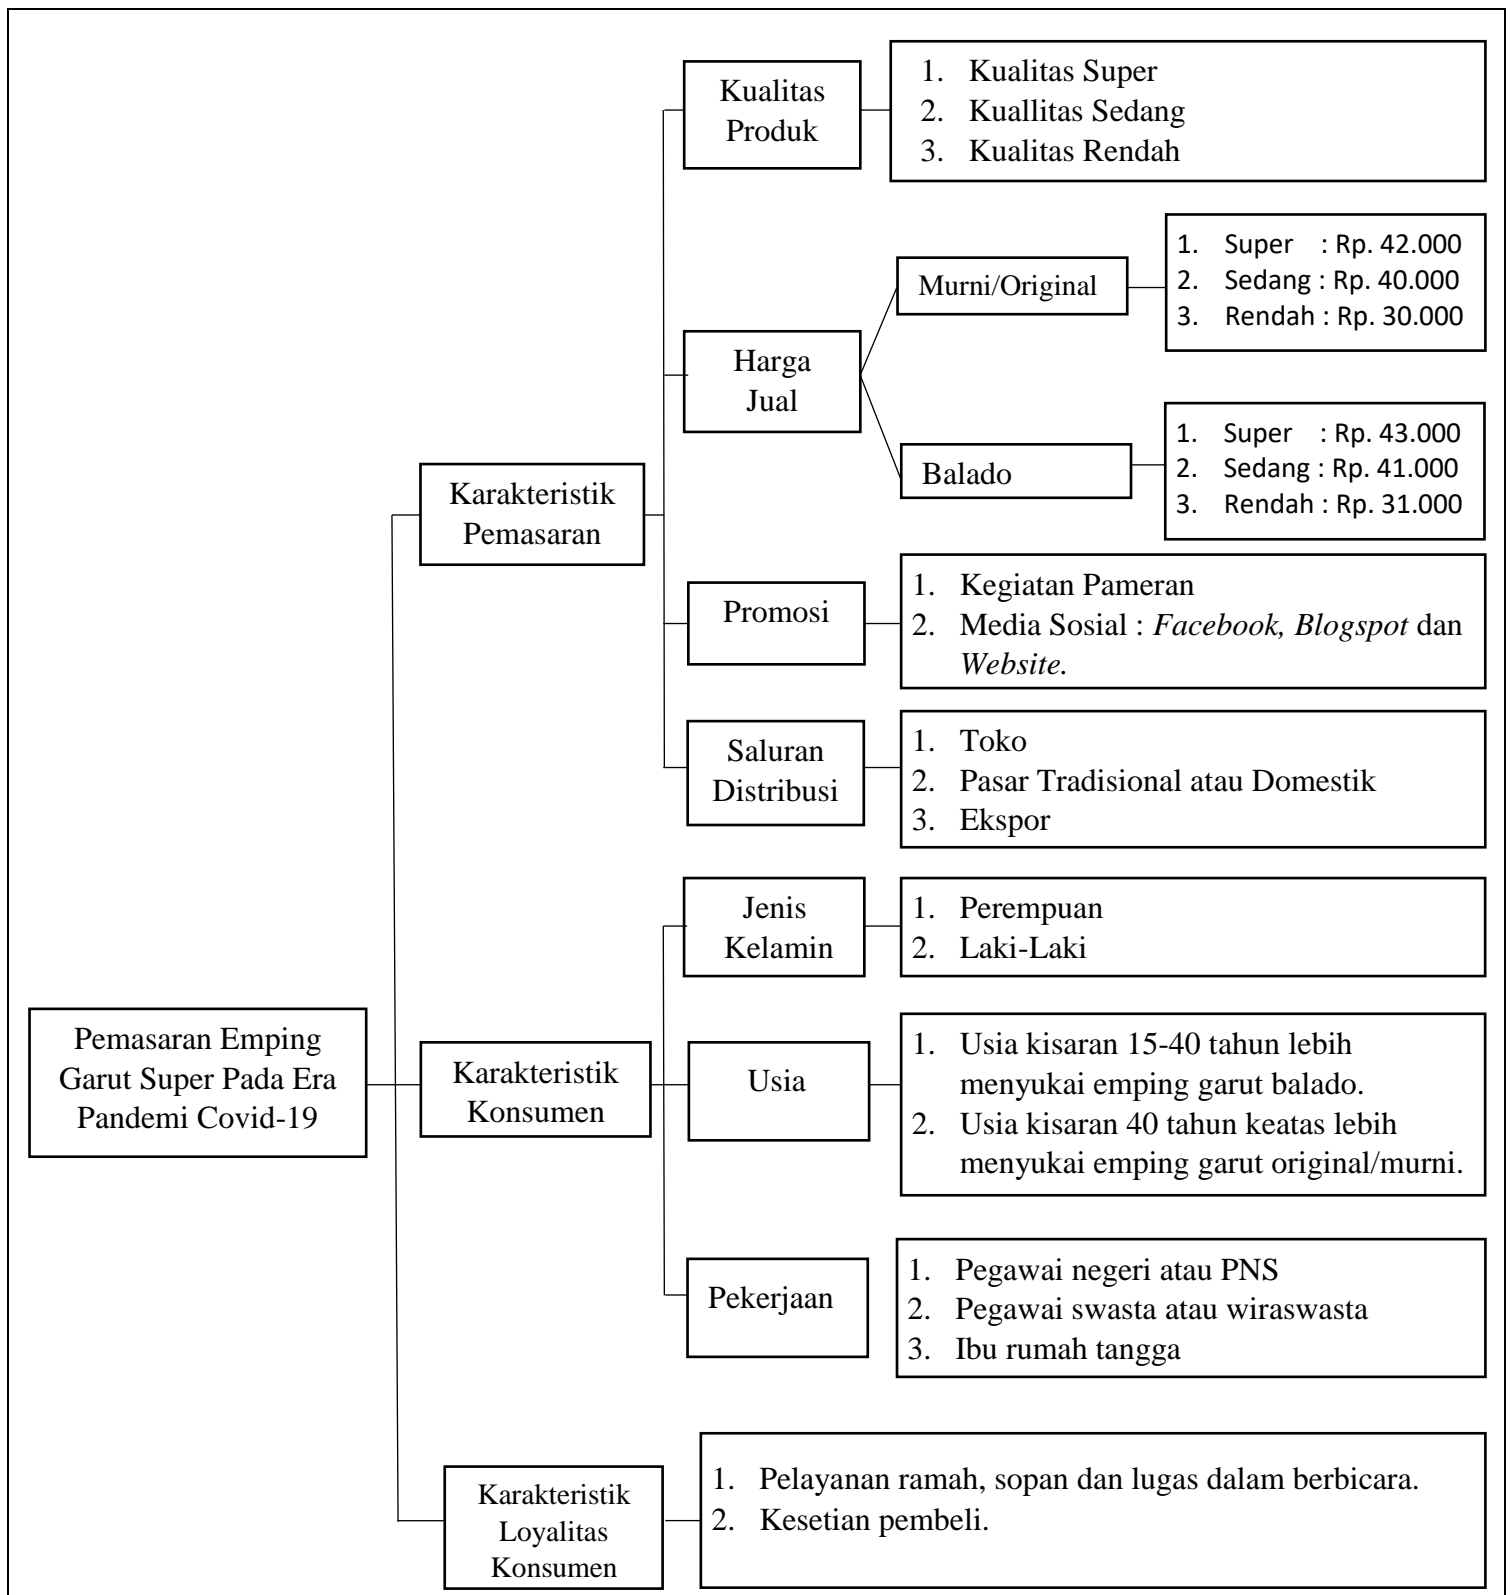 Kualitas
Produk
1. Kualitas Super
2. Kuallitas Sedang
3. Kualitas Rendah
Harga
Jual
Murni/Original
1. Super : Rp. 42.000
2. Sedang : Rp. 40.000
3. Rendah : Rp. 30.000
Balado
1. Super : Rp. 43.000
2. Sedang : Rp. 41.000
3. Rendah : Rp. 31.000
Karakteristik
Pemasaran
Promosi
1. Kegiatan Pameran
2. Media Sosial : Facebook, Blogspot dan
Website.
Saluran
Distribusi
1. Toko
2. Pasar Tradisional atau Domestik
3. Ekspor
Jenis
Kelamin
1. Perempuan
2. Laki-Laki
Pemasaran Emping
Garut Super Pada Era
Pandemi Covid-19
Karakteristik
Konsumen
Usia
1. Usia kisaran 15-40 tahun lebih
menyukai emping garut balado.
2. Usia kisaran 40 tahun keatas lebih
menyukai emping garut original/murni.
Pekerjaan
1. Pegawai negeri atau PNS
2. Pegawai swasta atau wiraswasta
3. Ibu rumah tangga
Karakteristik
Loyalitas
Konsumen
1. Pelayanan ramah, sopan dan lugas dalam berbicara.
2. Kesetian pembeli.